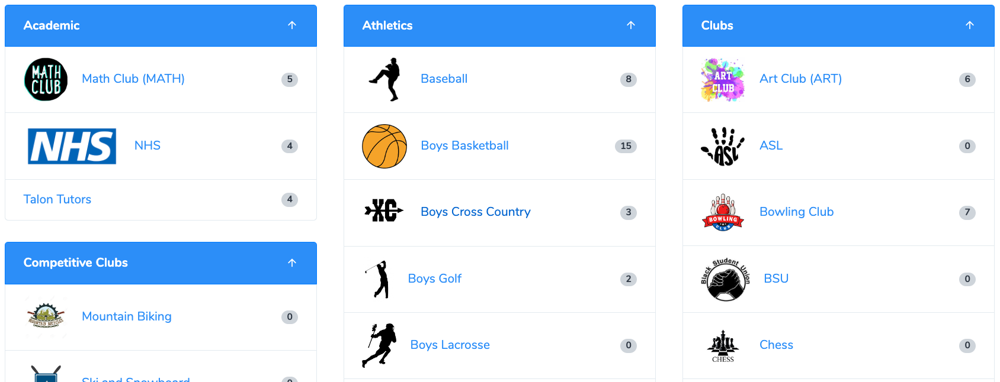 Academic
MATH
CLUB
Math Club (MATH)
5
NHS
NHS
4
Talon Tutors
4
Competitive Clubs
MOUNTAIN BICYCLES
Mountain Biking
0
Ski and Snowboard
Athletics
Baseball
8
Boys Basketball
15
XC
Boys Cross Country
3
Boys Golf
2
Boys Lacrosse
0
Clubs
ART
CLUB
Art Club (ART)
6
ASL
ASL
0
BOWLING
CLUB
Bowling Club
7
Black Student Union
BSU
0
CHESS
Chess
0